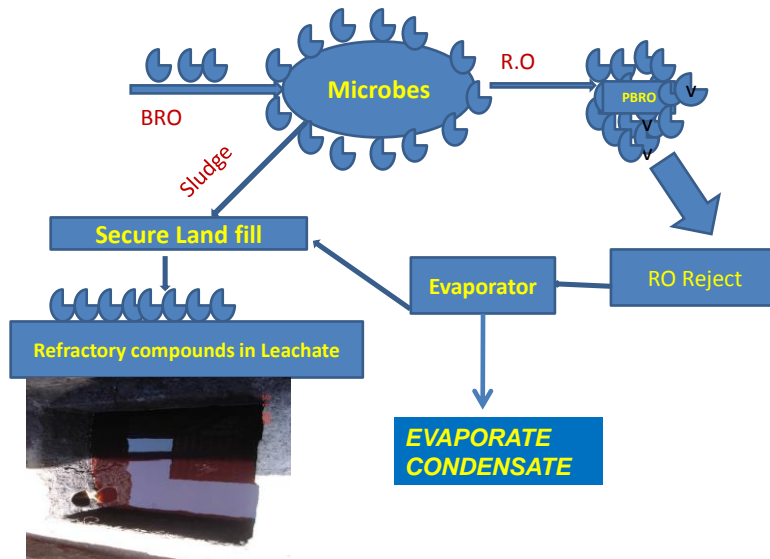 Microbes
R.O
PBRO
v
v
v
BRO
Sludge
Secure Land fill
Evaporator
RO Reject
Refractory compounds in Leachate
EVAPORATE
CONDENSATE